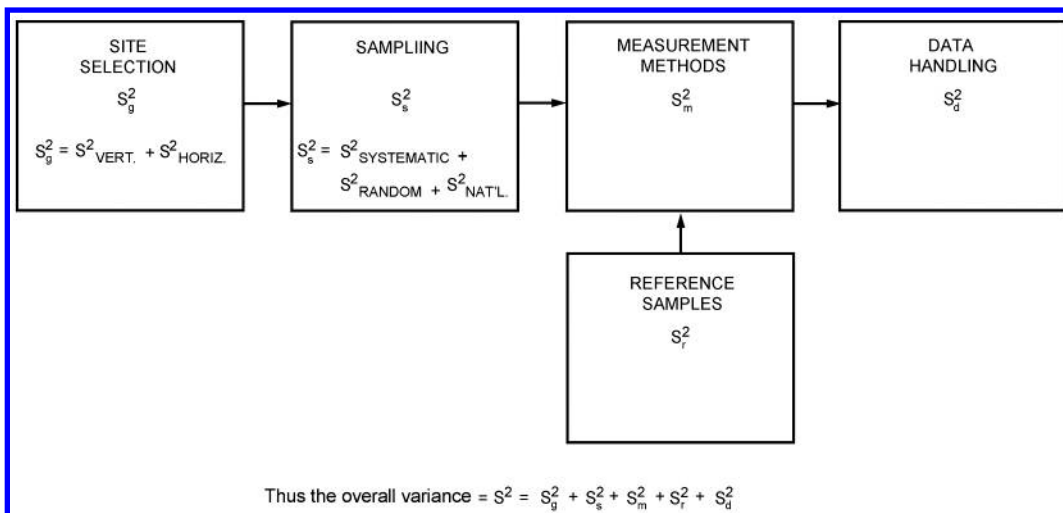 SITE
SELECTION
S²g
S²g = S²VERT. + S²HORIZ.
SAMPLIING
S²s
S²s = S²SYSTEMATIC +
S²RANDOM + S²NAT'L.
MEASUREMENT
METHODS
S²m
DATA
HANDLING
S²d
REFERENCE
SAMPLES
S²r
Thus the overall variance = S² = S²g + S²s + S²m + S²r + S²d